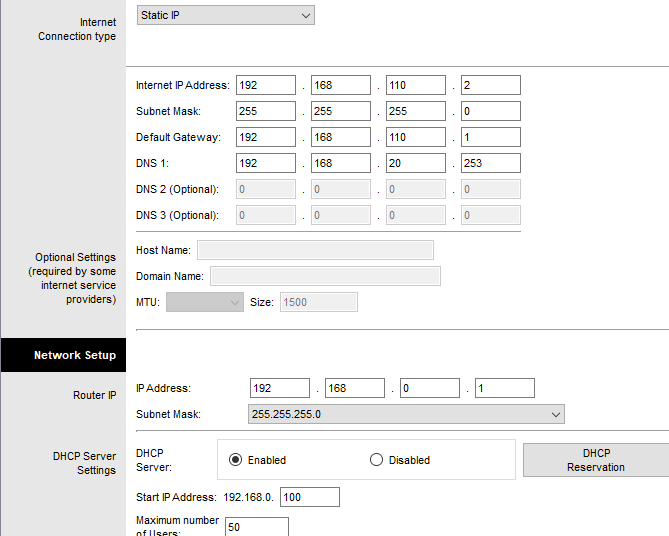 Internet
Connection type
Static IP
Internet IP Address: 192 . 168 . 110 . 2
Subnet Mask: 255 . 255 . 255 . 0
Default Gateway: 192 . 168 . 110 . 1
DNS 1: 192 . 168 . 20 . 253
DNS 2 (Optional): 0 . 0 . 0 . 0
DNS 3 (Optional): 0 . 0 . 0 . 0
Optional Settings
(required by some
internet service
providers)
Host Name:
Domain Name:
MTU: Size: 1500
Network Setup
Router IP
IP Address: 192 . 168 . 0 . 1
Subnet Mask: 255.255.255.0
DHCP Server
Settings
DHCP
Server:
Enabled Disabled
DHCP
Reservation
Start IP Address: 192.168.0. 100
Maximum number
of Users: 50